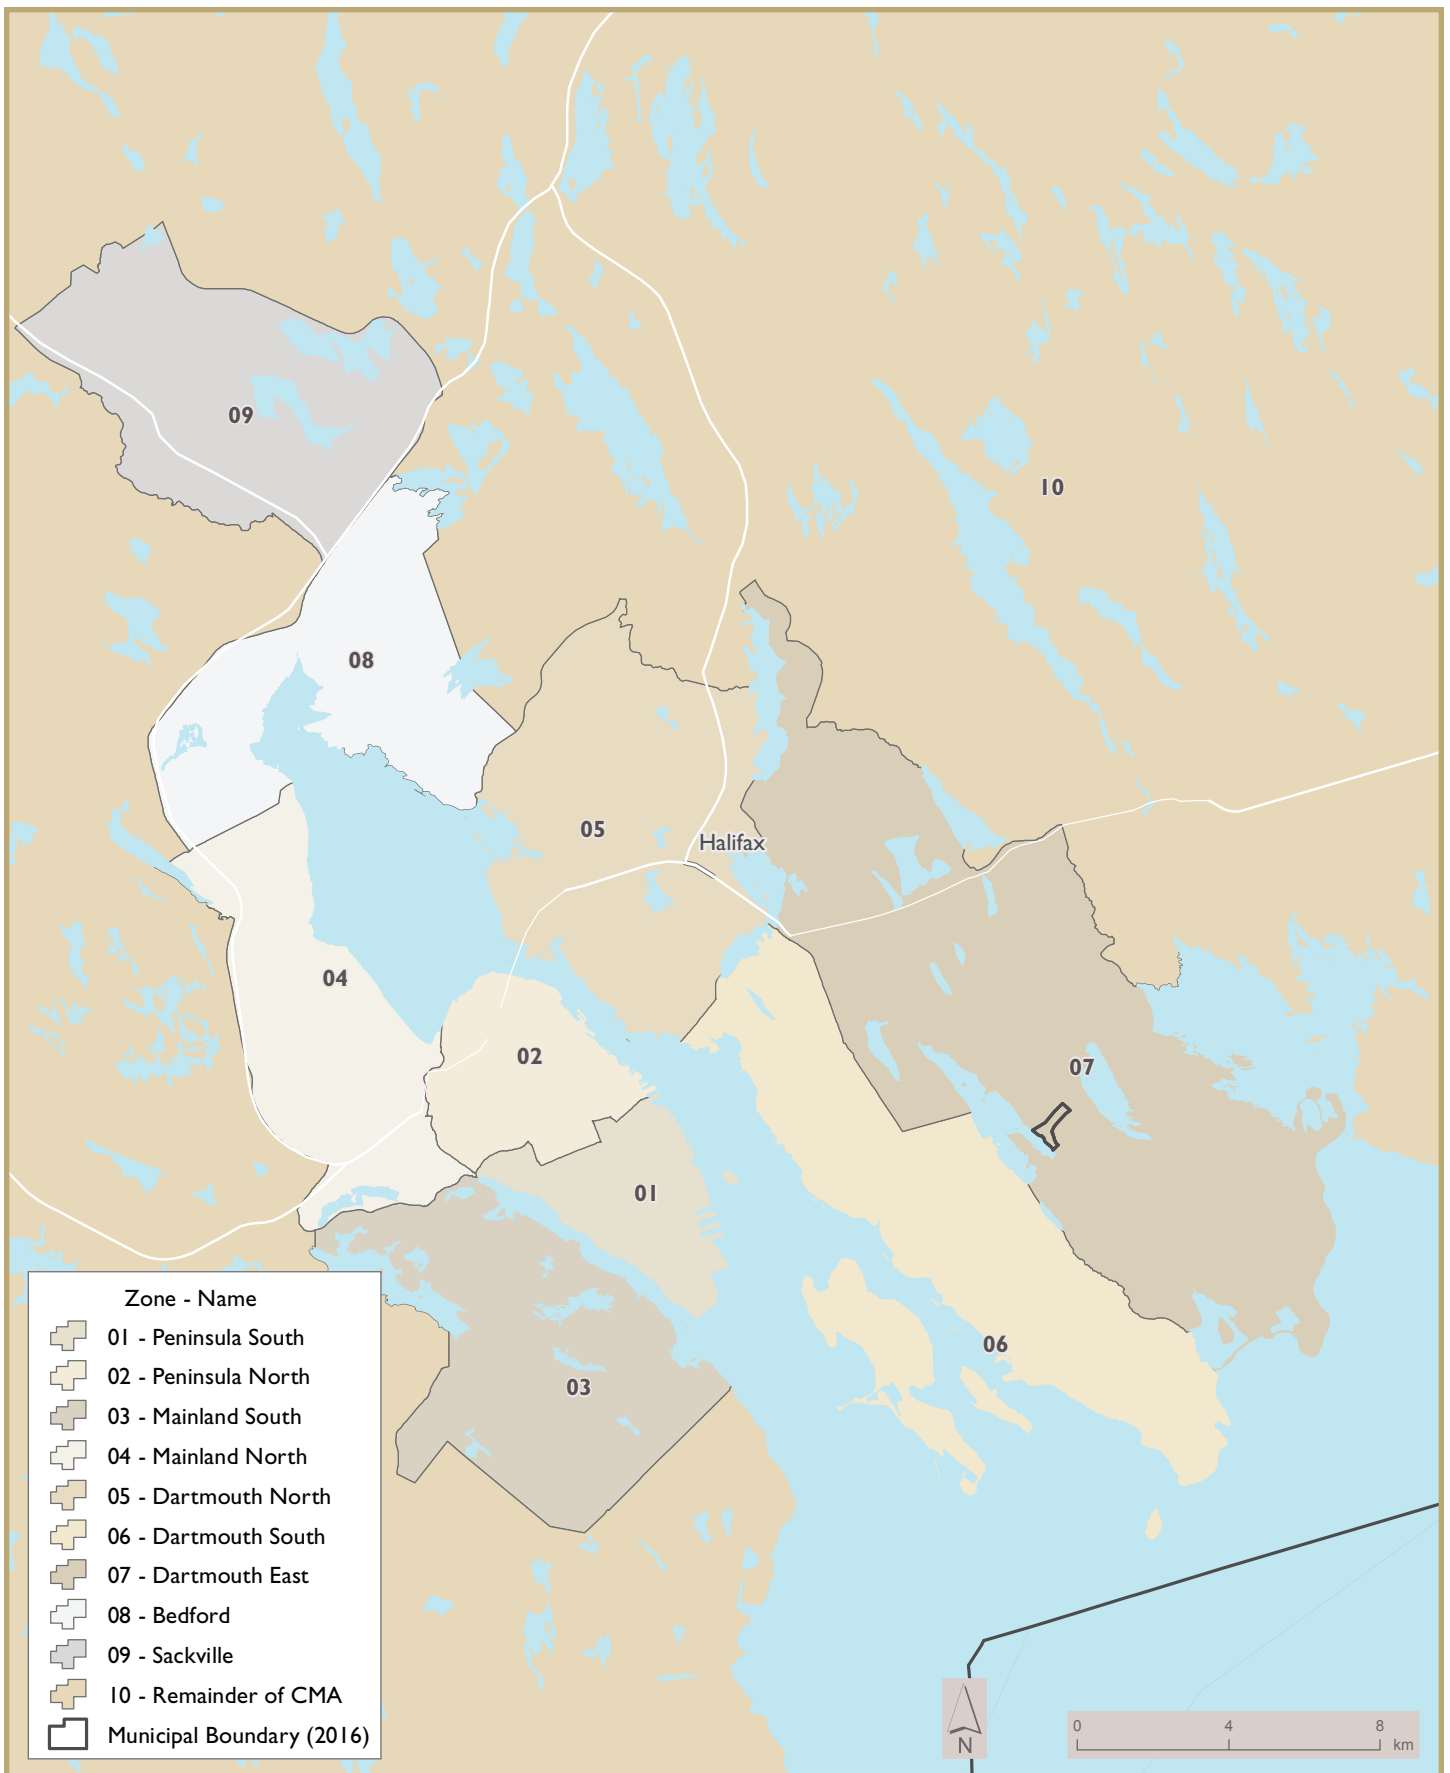 09
10
08
05
Halifax
04
02
07
01
06
03
Zone - Name
01 - Peninsula South
02 - Peninsula North
03 - Mainland South
04 - Mainland North
05 - Dartmouth North
06 - Dartmouth South
07 - Dartmouth East
08 - Bedford
09 - Sackville
10 - Remainder of CMA
Municipal Boundary (2016)
N
0 4 8
km